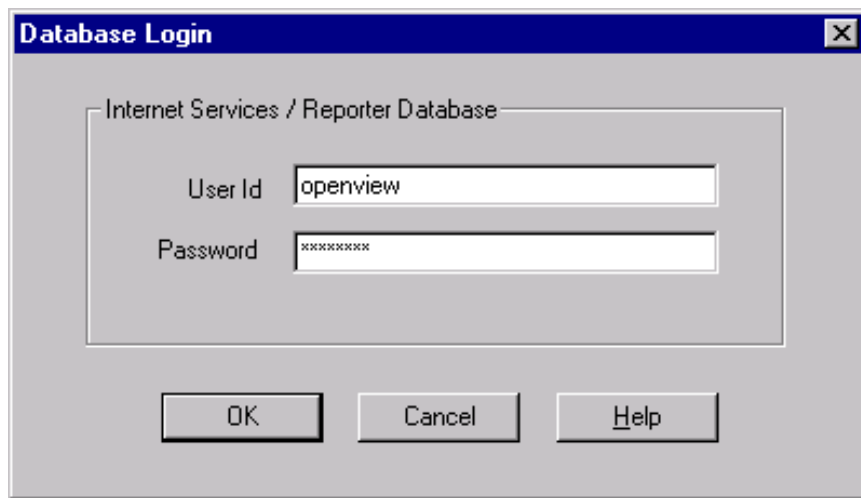 Database Login
Internet Services / Reporter Database
User Id openview
Password ********
OK Cancel Help